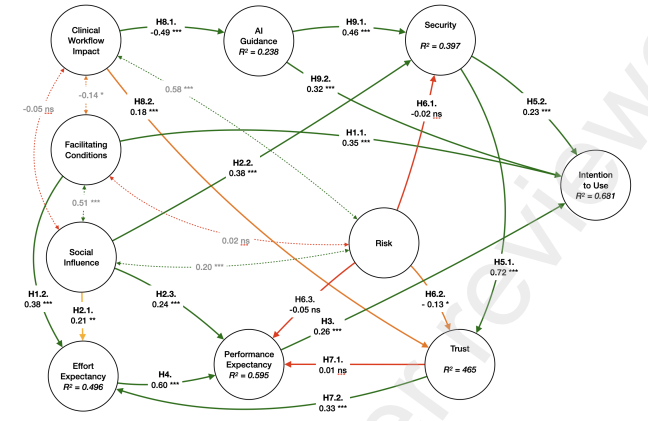 Clinical
Workflow
Impact
H8.1.
-0.49 ***
AI
Guidance
R² = 0.238
H9.1.
0.46 ***
Security
R² = 0.397
-0.05 ns
-0.14 *
H8.2.
0.18 ***
0.58 ***
H9.2.
0.32 ***
H6.1.
-0.02 ns
H5.2.
0.23 ***
Facilitating
Conditions
H1.1.
0.35 ***
H2.2.
0.38 ***
Intention
to Use
R² = 0.681
0.51 ***
0.02 ns
Risk
Social
Influence
0.20 ***
H5.1.
0.72 ***
H1.2.
0.38 ***
H2.1.
0.21 **
H2.3.
0.24 ***
H6.3.
-0.05 ns
H3.
0.26 ***
H6.2.
- 0.13 *
Effort
Expectancy
R² = 0.496
H4.
0.60 ***
Performance
Expectancy
R² = 0.595
H7.1.
0.01 ns
Trust
R² = 465
H7.2.
0.33 ***
er review